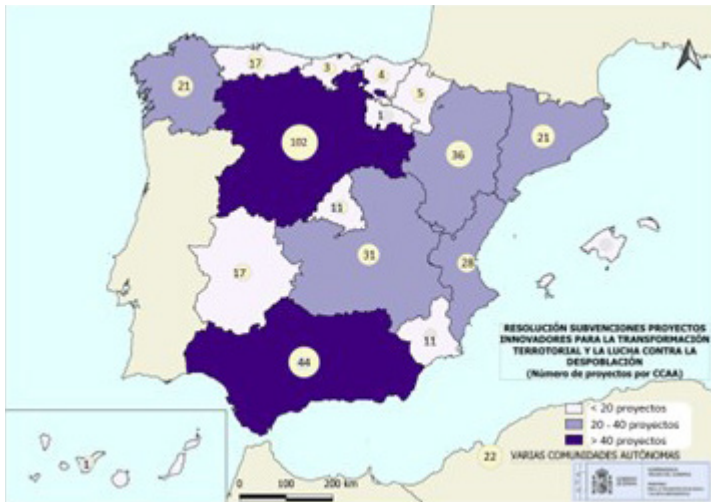 21
17
3
4
5
1
102
36
21
11
17
31
28
44
11
1
RESOLUCIÓN SUBVENCIONES PROYECTOS
INNOVADORES PARA LA TRANSFORMACIÓN
TERROTORIAL Y LA LUCHA CONTRA LA
DESPOBLACIÓN
(Número de proyectos por CCAA)
< 20 proyectos
20 - 40 proyectos
> 40 proyectos
22 VARIAS COMUNIDADES AUTÓNOMAS
0 100 200 km